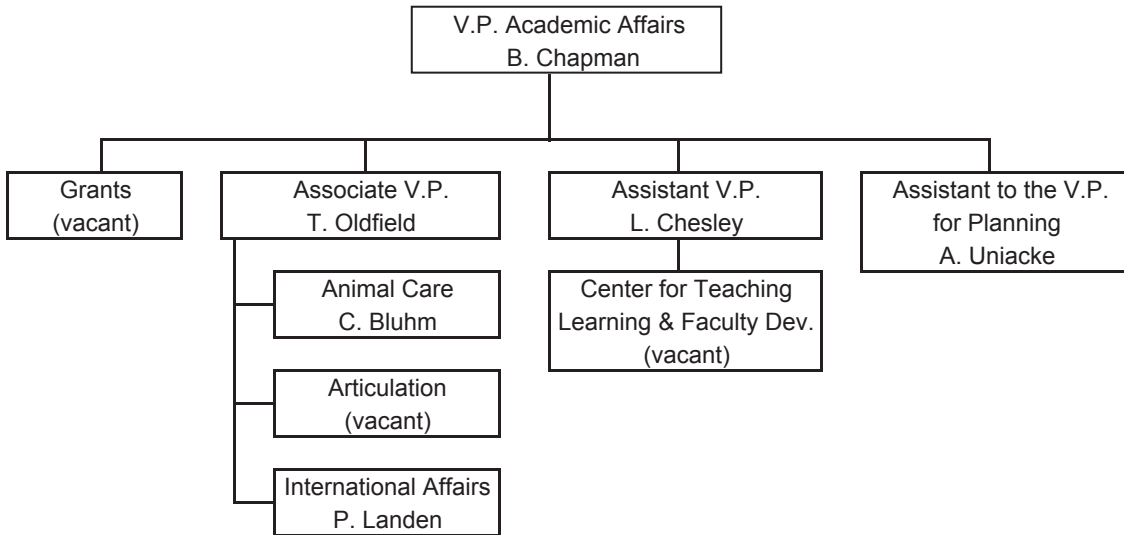 V.P. Academic Affairs
B. Chapman
Grants
(vacant)
Associate V.P.
T. Oldfield
Assistant V.P.
L. Chesley
Assistant to the V.P.
for Planning
A. Uniacke
Animal Care
C. Bluhm
Center for Teaching
Learning & Faculty Dev.
(vacant)
Articulation
(vacant)
International Affairs
P. Landen